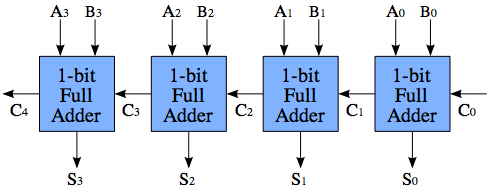 A3 B3 A2 B2 A1 B1 A0 B0
1-bit Full Adder 1-bit Full Adder 1-bit Full Adder 1-bit Full Adder
C4 C3 C2 C1 C0
S3 S2 S1 S0